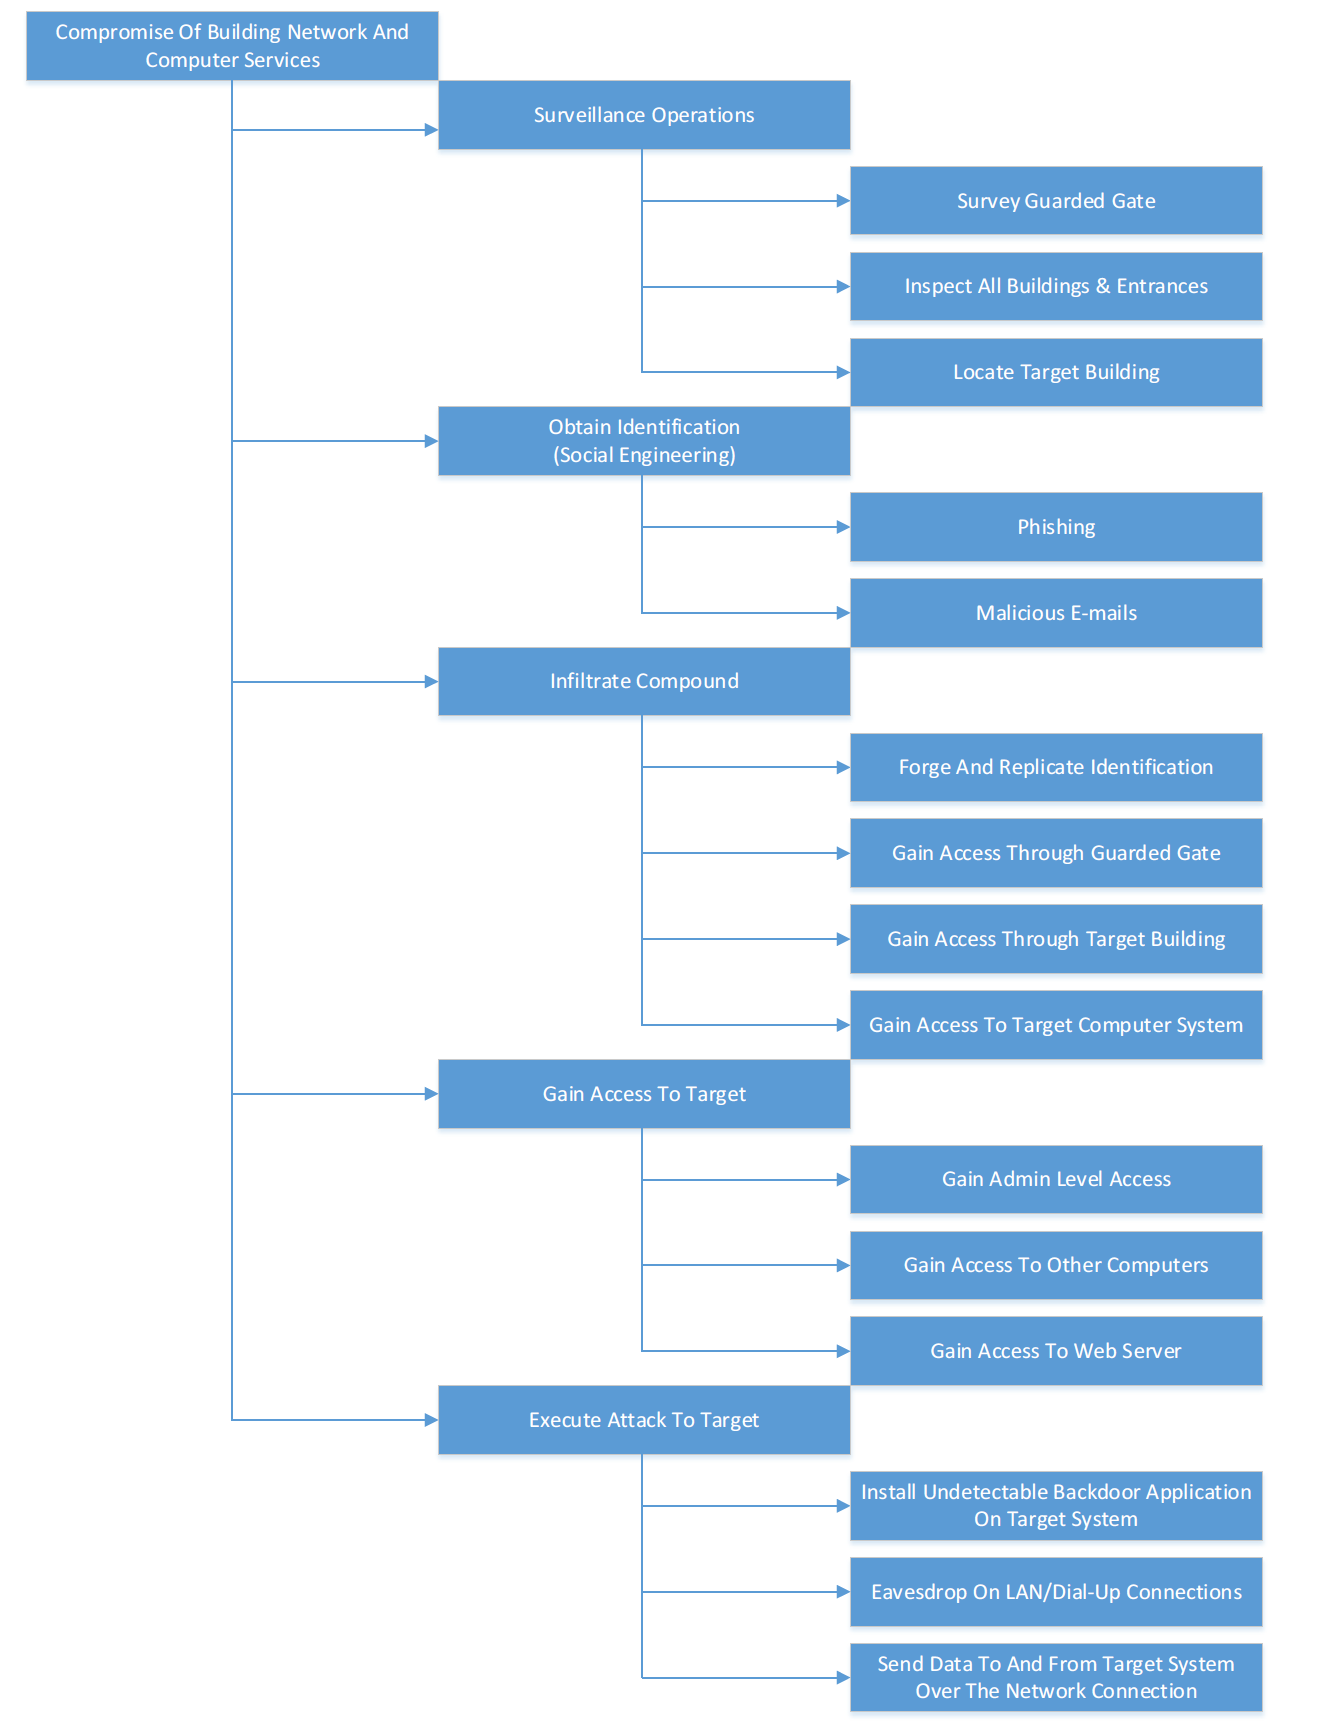 Compromise Of Building Network And
Computer Services
Surveillance Operations
Survey Guarded Gate
Inspect All Buildings & Entrances
Locate Target Building
Obtain Identification
(Social Engineering)
Phishing
Malicious E-mails
Infiltrate Compound
Forge And Replicate Identification
Gain Access Through Guarded Gate
Gain Access Through Target Building
Gain Access To Target Computer System
Gain Access To Target
Gain Admin Level Access
Gain Access To Other Computers
Gain Access To Web Server
Execute Attack To Target
Install Undetectable Backdoor Application
On Target System
Eavesdrop On LAN/Dial-Up Connections
Send Data To And From Target System
Over The Network Connection